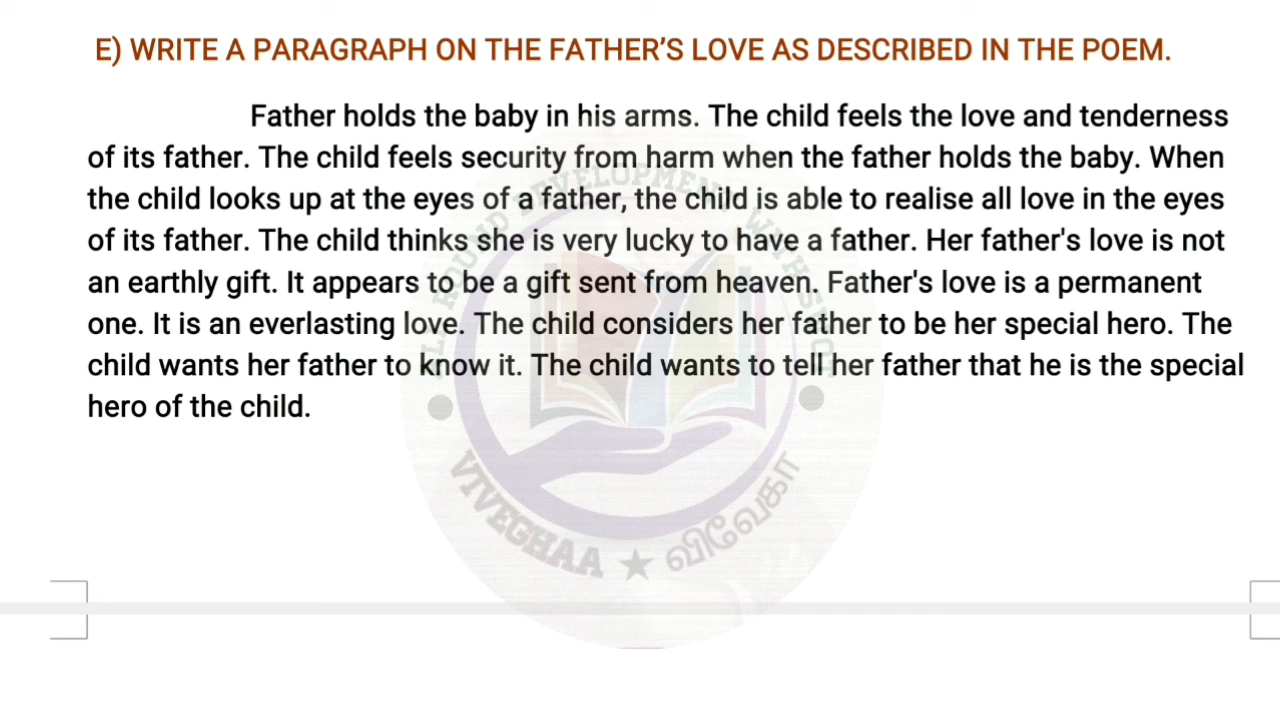 E) WRITE A PARAGRAPH ON THE FATHER’S LOVE AS DESCRIBED IN THE POEM.
Father holds the baby in his arms. The child feels the love and tenderness
of its father. The child feels security from harm when the father holds the baby. When
the child looks up at the eyes of a father, the child is able to realise all love in the eyes
of its father. The child thinks she is very lucky to have a father. Her father's love is not
an earthly gift. It appears to be a gift sent from heaven. Father's love is a permanent
one. It is an everlasting love. The child considers her father to be her special hero. The
child wants her father to know it. The child wants to tell her father that he is the special
hero of the child.
ROUND DEVELOPMENT WITH
VIVEGHAA ★ விவேகா